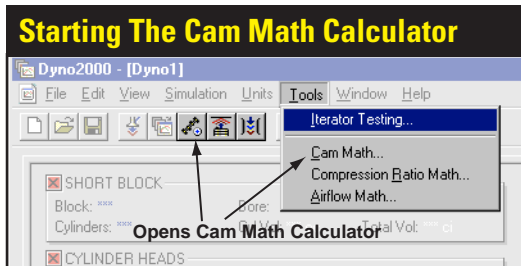 Starting The Cam Math Calculator
Dyno2000 - [Dyno1]
File Edit View Simulation Units Tools Window Help
Iterator Testing...
Cam Math...
Compression Ratio Math...
Airflow Math...
SHORT BLOCK
Block: ***
Bore:
Cylinders: ***
Total Vol: *** ci
Opens Cam Math Calculator
CYLINDER HEADS